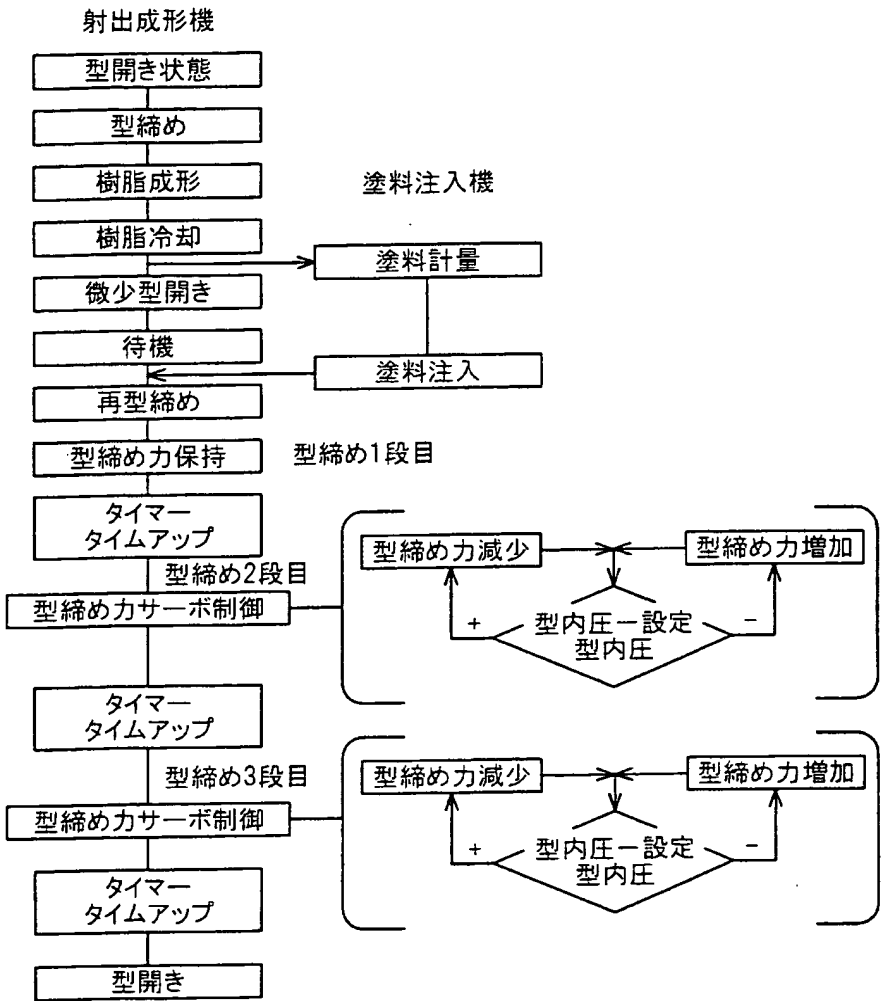 射出成形機
型開き状態
型締め
樹脂成形
塗料注入機
樹脂冷却
塗料計量
微少型開き
待機
塗料注入
再型締め
型締め力保持
型締め1段目
タイマー
タイムアップ
型締め2段目
型締め力サーボ制御
型締め力減少
型締め力増加
+
型内圧ー設定
型内圧
−
タイマー
タイムアップ
型締め3段目
型締め力サーボ制御
型締め力減少
型締め力増加
+
型内圧ー設定
型内圧
−
タイマー
タイムアップ
型開き